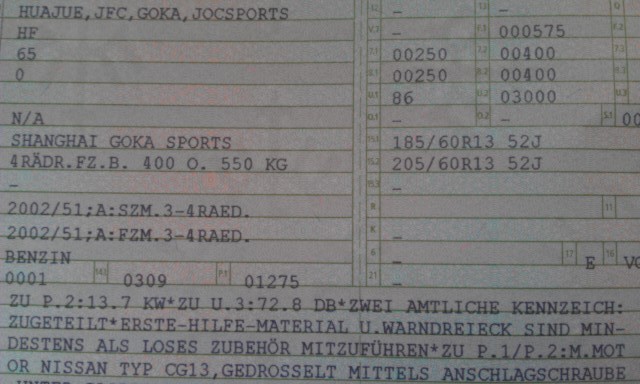 HUAJUE,JFC,GOKA,JOCSPORTS
HF – 000575
65 00250 00400
0 00250 00400
86 03000
N/A – –
SHANGHAI GOKA SPORTS 185/60R13 52J
4RÄDR.FZ.B. 400 O. 550 KG 205/60R13 52J
– –
2002/51;A:SZM.3-4RAED. –
2002/51;A:FZM.3-4RAED. –
BENZIN – 17 E
0001 0309 P.1 01275 21 –
ZU P.2:13.7 KW*ZU U.3:72.8 DB*ZWEI AMTLICHE KENNZEICH:
ZUGETEILT*ERSTE-HILFE-MATERIAL U.WARNDREIECK SIND MIN-
DESTENS ALS LOSES ZUBEHÖR MITZUFÜHREN*ZU P.1/P.2:M.MOT
OR NISSAN TYP CG13,GEDROSSELT MITTELS ANSCHLAGSCHRAUBE